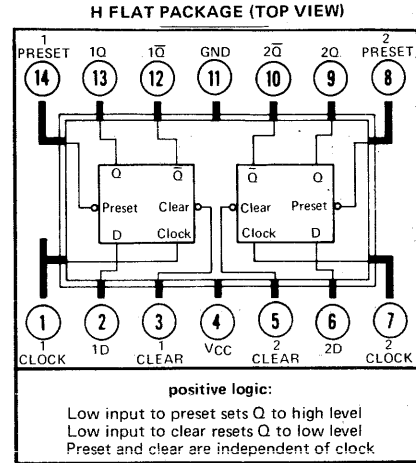 H FLAT PACKAGE (TOP VIEW)
1 2
PRESET 1Q 1Q̅ GND 2Q̅ 2Q PRESET
14 13 12 11 10 9 8
Q Q̅ Q̅ Q
Preset Clear Clear Preset
D Clock Clock D
1 2 3 4 5 6 7
1 1D 1 VCC 2 2D 2
CLOCK CLEAR CLEAR CLOCK
positive logic:
Low input to preset sets Q to high level
Low input to clear resets Q to low level
Preset and clear are independent of clock